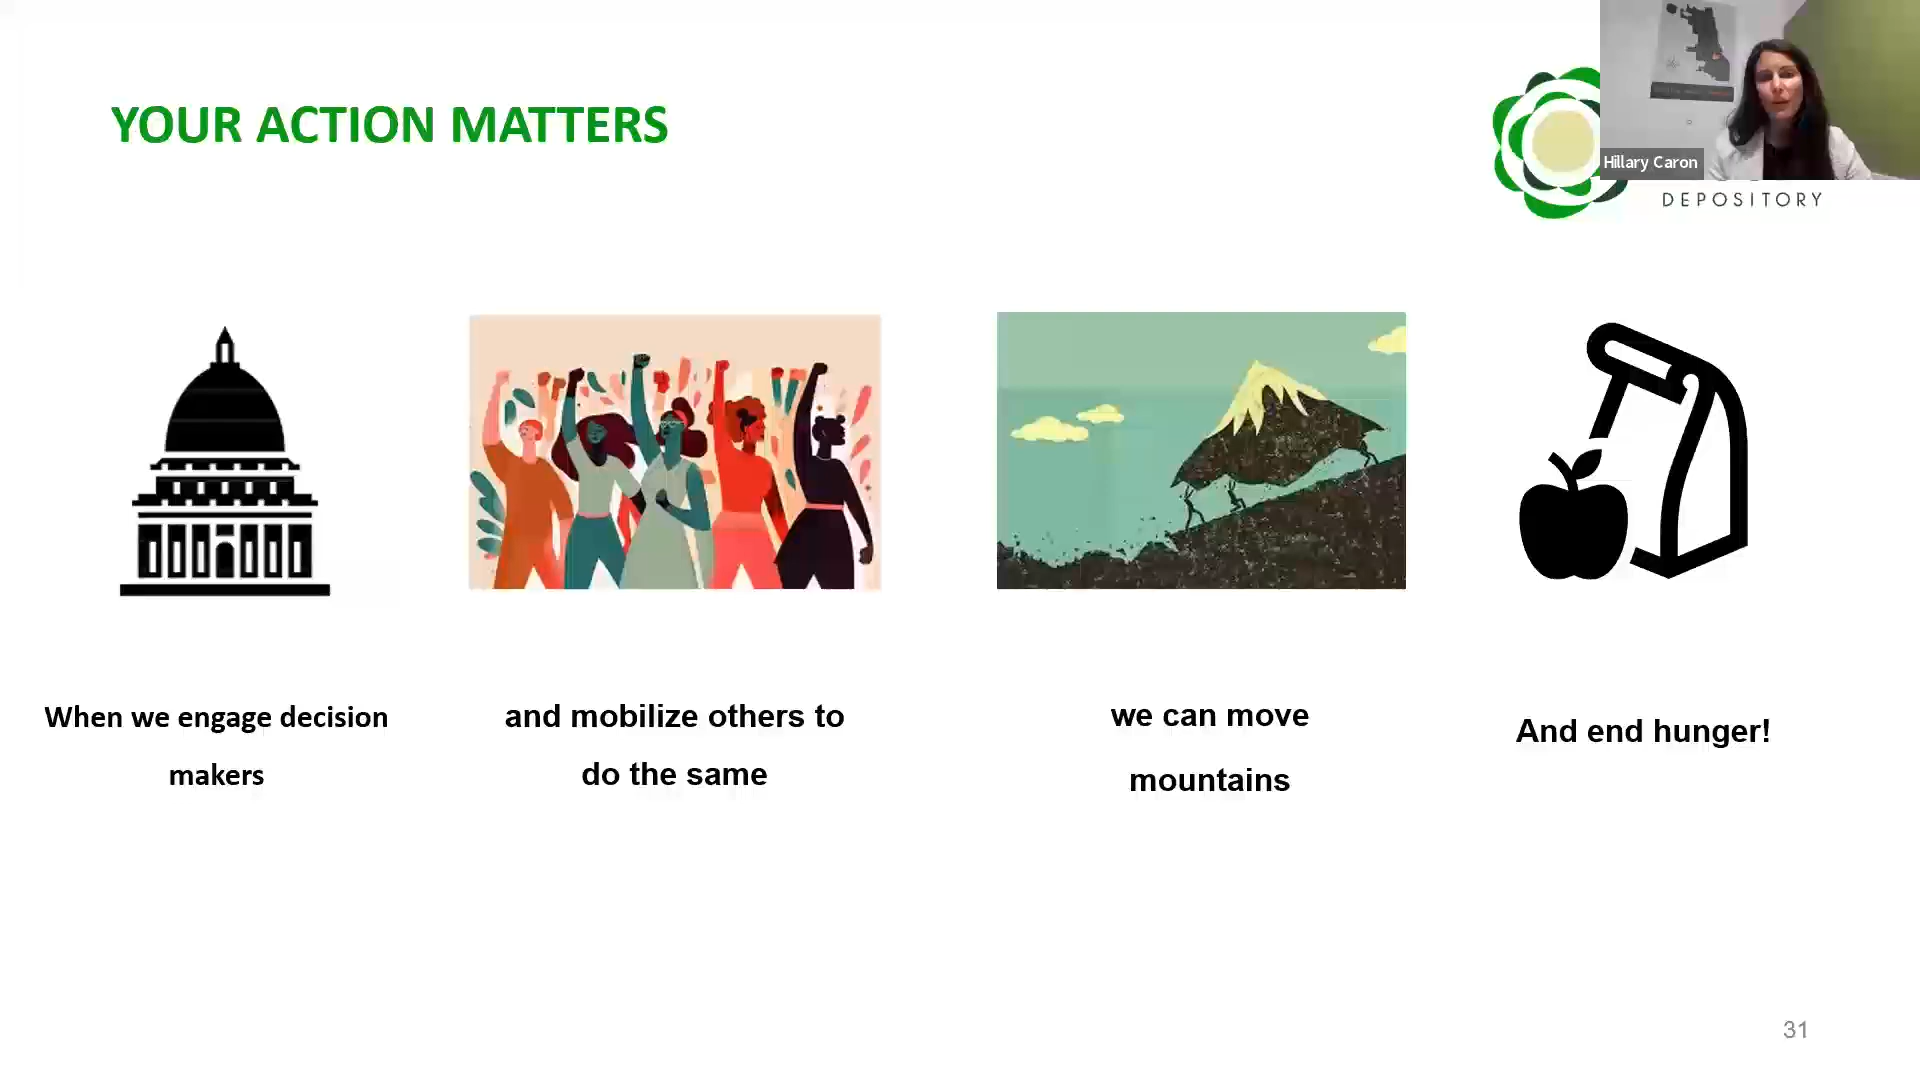 YOUR ACTION MATTERS
Hillary Caron
DEPOSITORY
When we engage decision
makers
and mobilize others to
do the same
we can move
mountains
And end hunger!
31